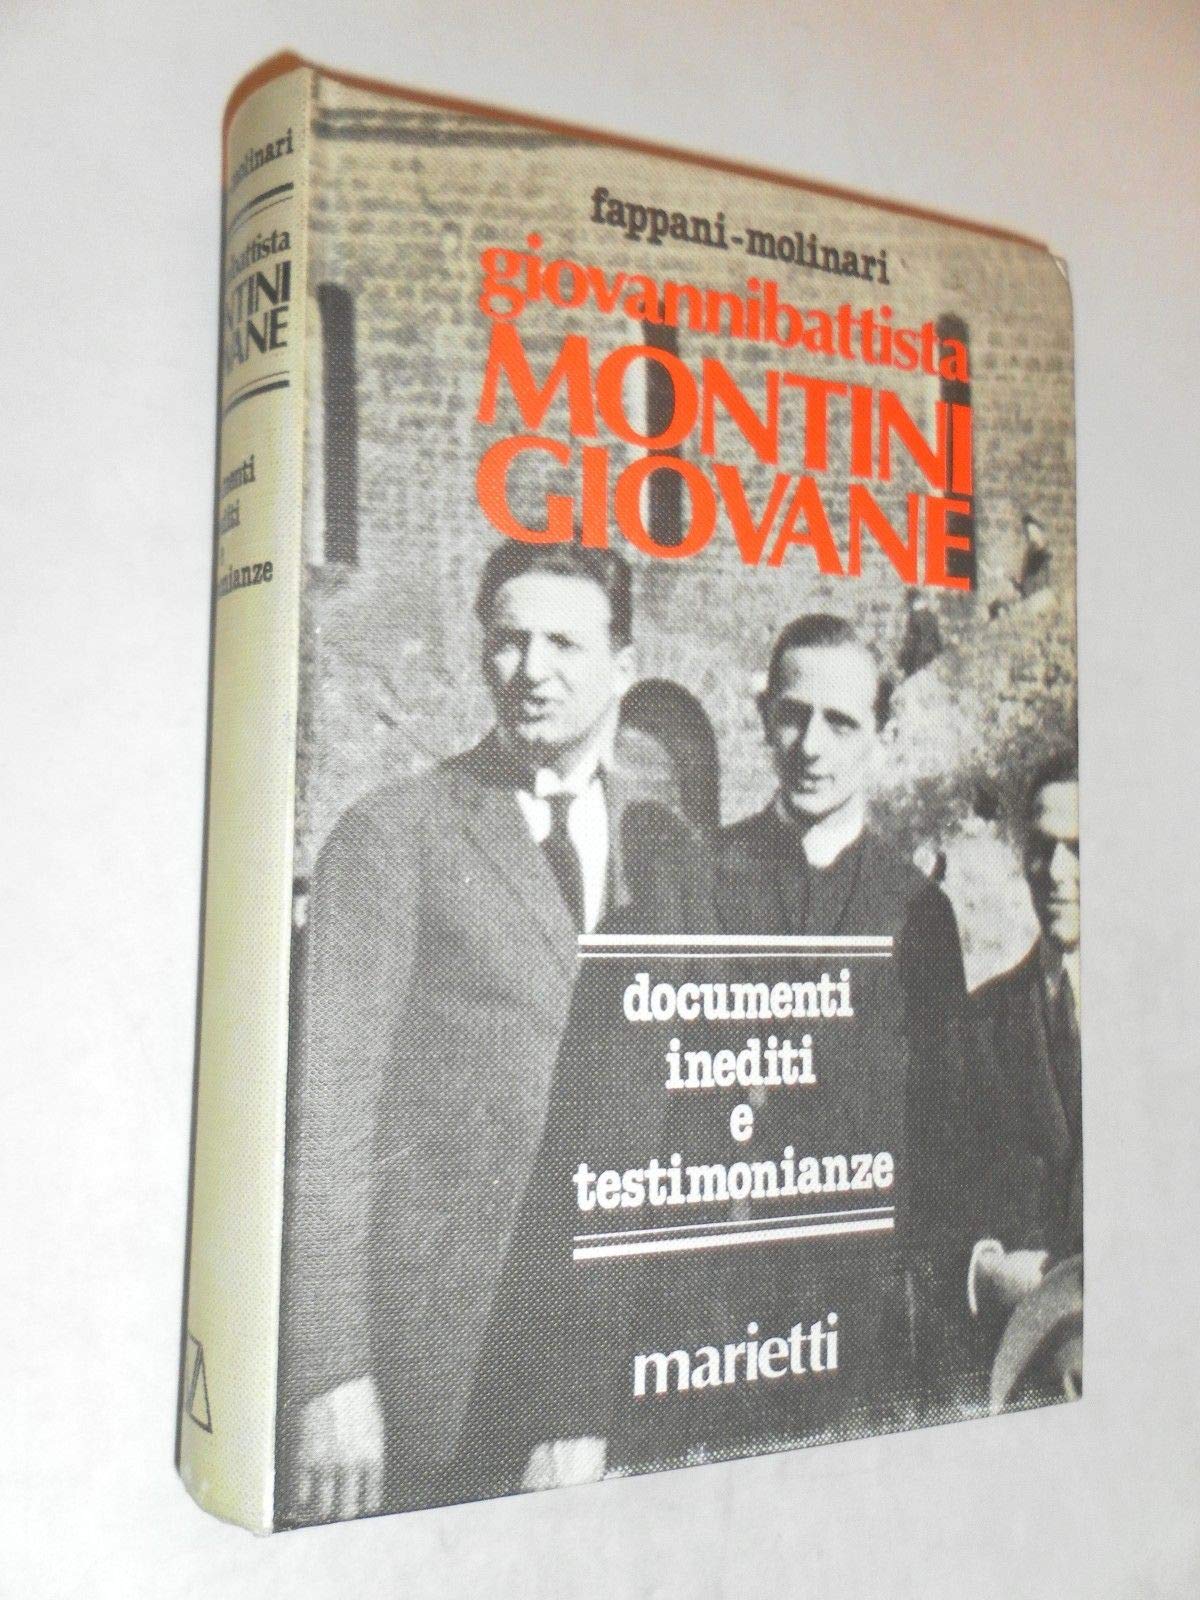 fappani-molinari
giovannibattista
MONTINI
GIOVANE
documenti
inediti
e
testimonianze
marietti